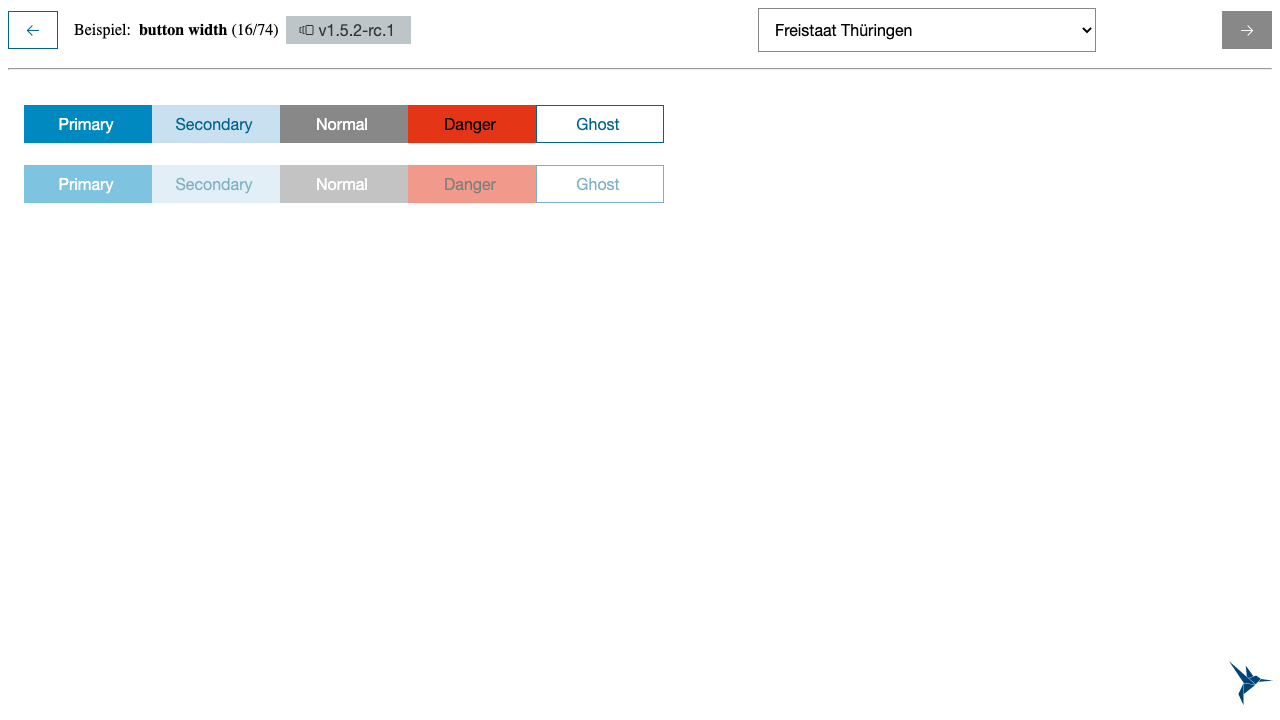 Beispiel: button width (16/74) v1.5.2-rc.1 Freistaat Thüringen
Primary Secondary Normal Danger Ghost
Primary Secondary Normal Danger Ghost